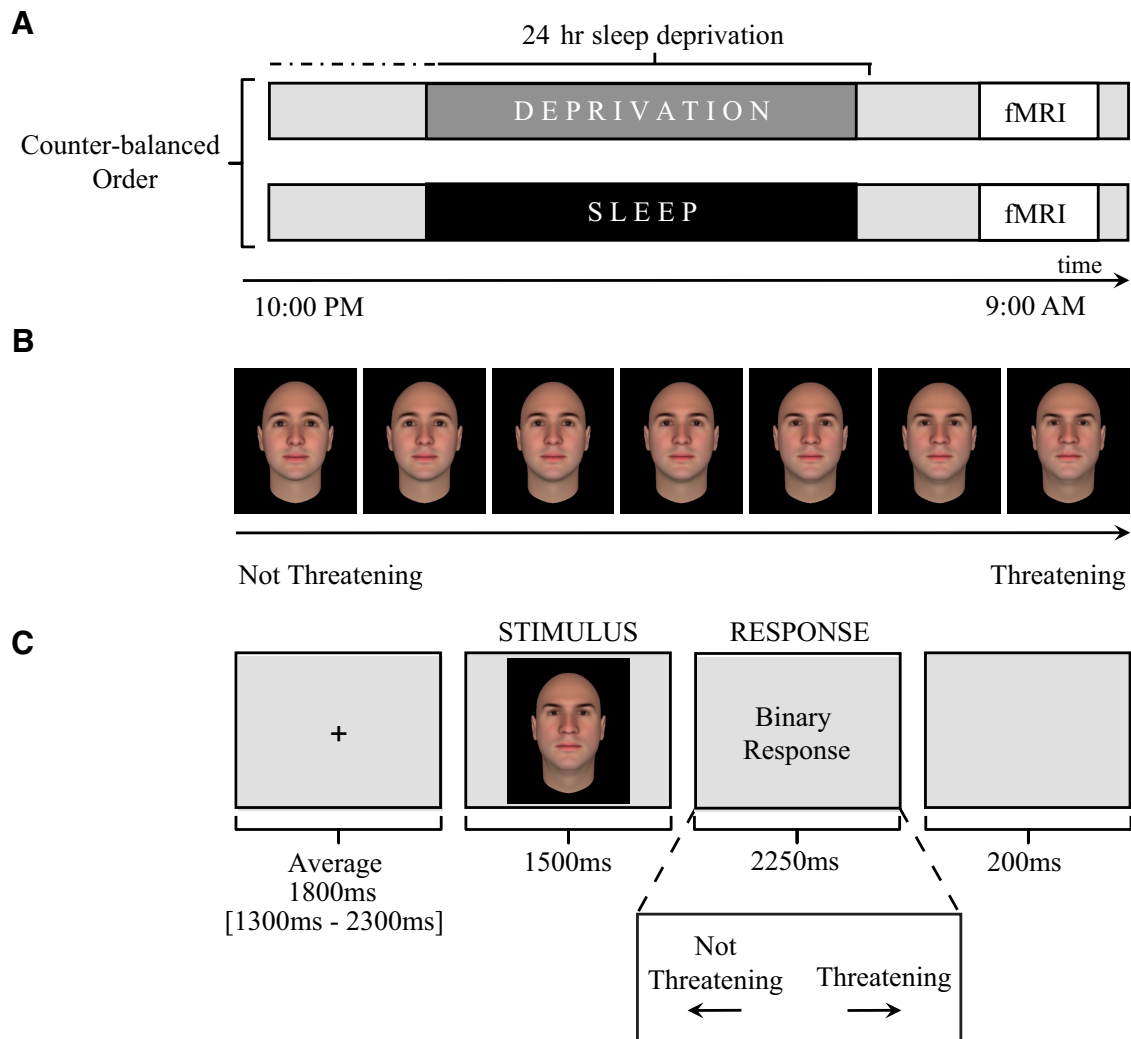 A
24 hr sleep deprivation
DEPRIVATION
fMRI
Counter-balanced
Order
SLEEP
fMRI
time
10:00 PM
9:00 AM
B
Not Threatening
Threatening
C
STIMULUS
RESPONSE
+
Binary
Response
Average
1800ms
[1300ms - 2300ms]
1500ms
2250ms
200ms
Not
Threatening
Threatening